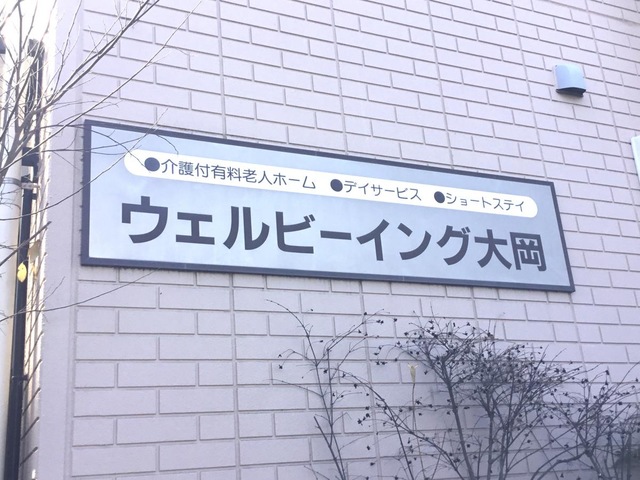 ●介護付有料老人ホーム ●デイサービス ●ショートステイ
ウェルビーイング大岡